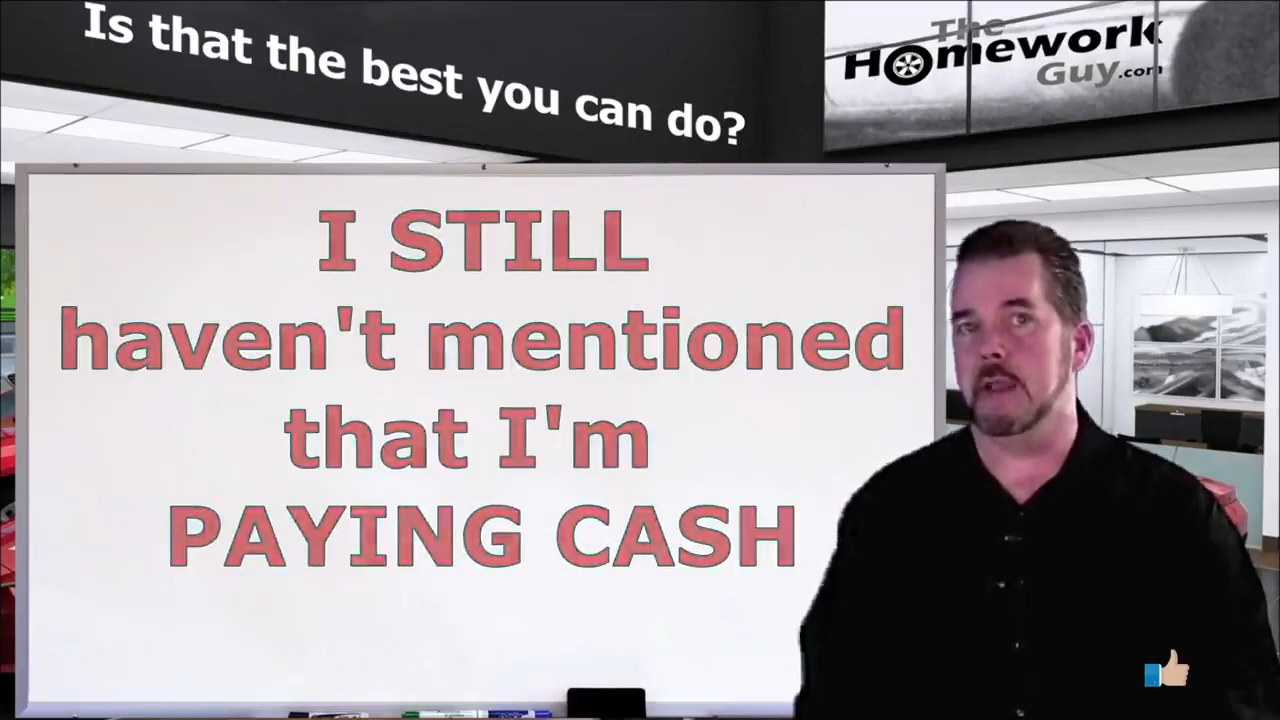 Is that the best you can do?
The
Homework
Guy.com
I STILL
haven't mentioned
that I'm
PAYING CASH